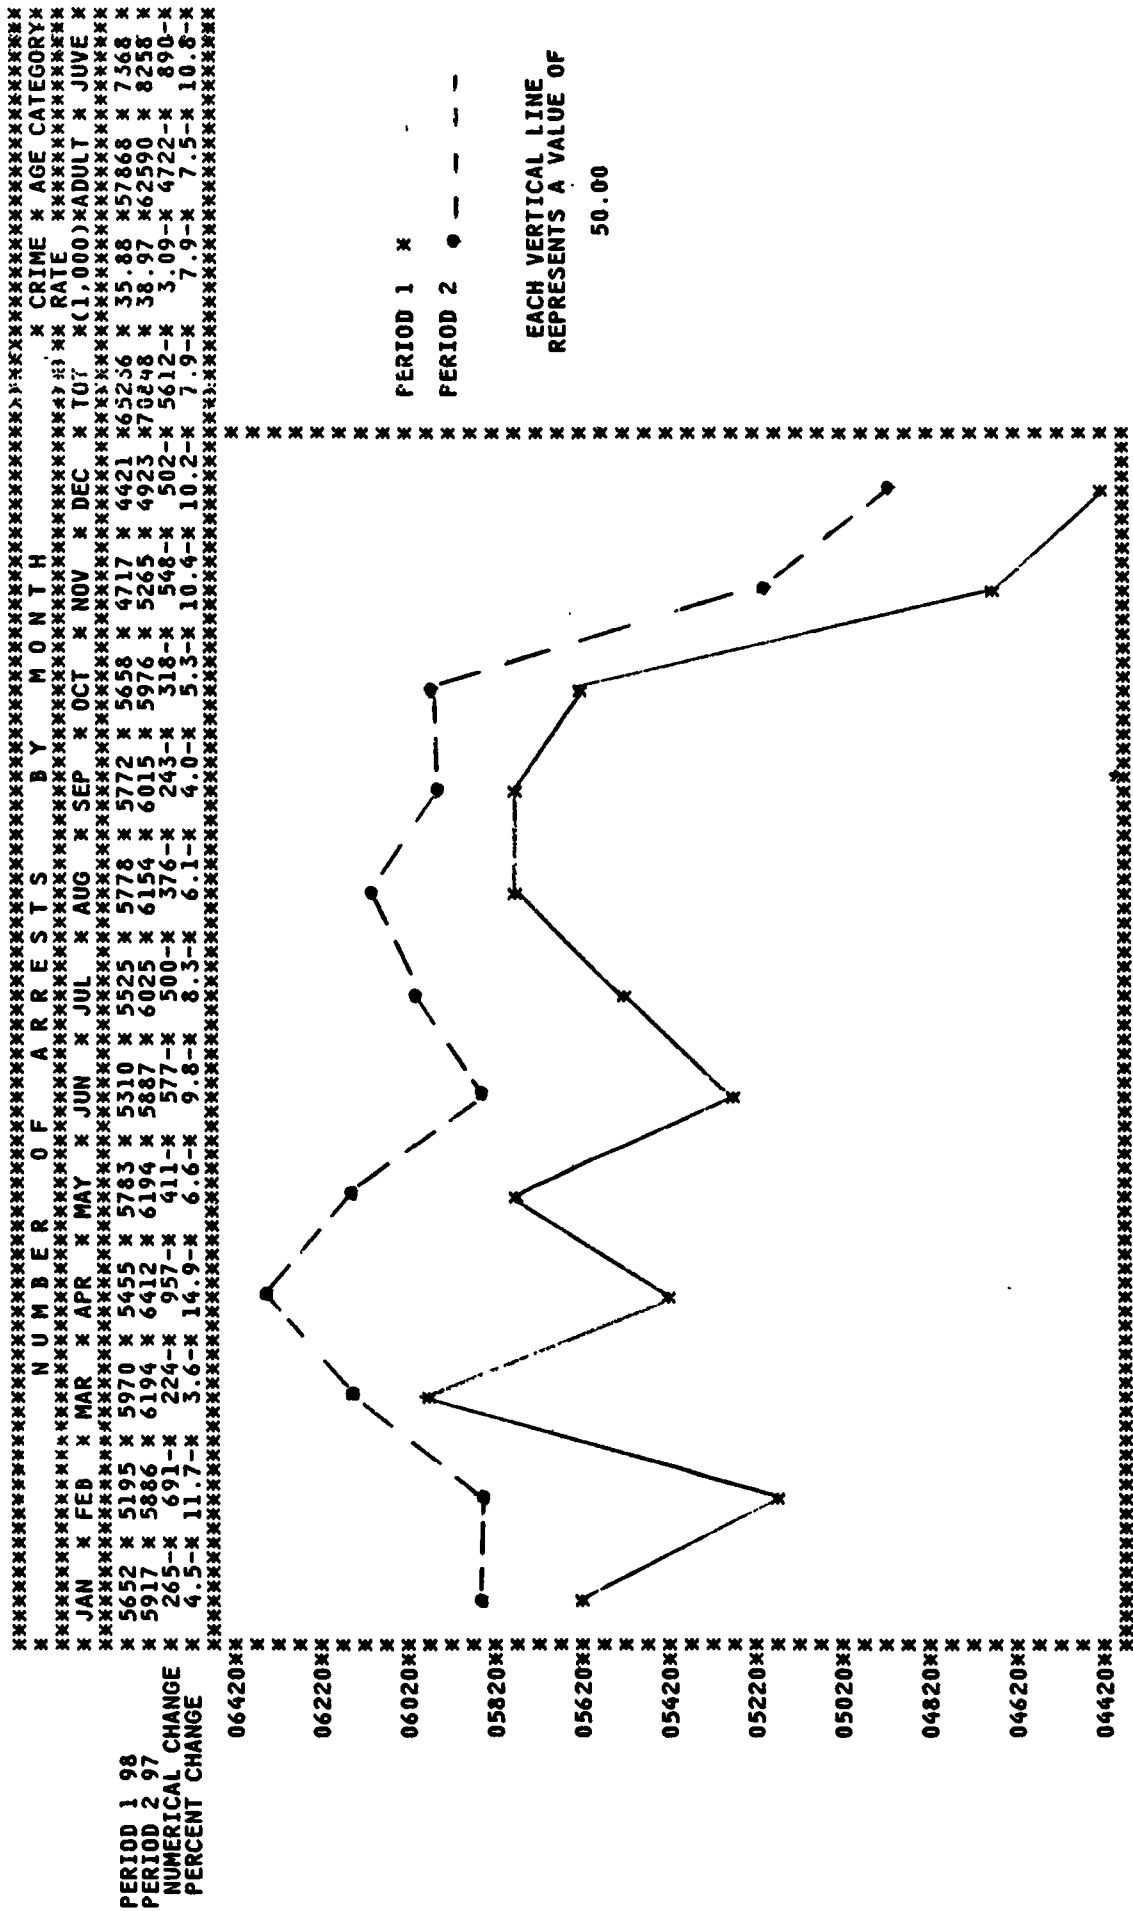 * N U M B E R   O F   A R R E S T S   B Y   M O N T H * CRIME * AGE CATEGORY*
RATE
* JAN * FEB * MAR * APR * MAY * JUN * JUL * AUG * SEP * OCT * NOV * DEC * TOT *(1,000)*ADULT * JUVE *
PERIOD 1 98 * 5652 * 5195 * 5970 * 5455 * 5783 * 5310 * 5525 * 5778 * 5772 * 5658 * 4717 * 4421 *65236 * 35.88 *57868 * 7368 *
PERIOD 2 97 * 5917 * 5886 * 6194 * 6412 * 6194 * 5887 * 6025 * 6154 * 6015 * 5976 * 5265 * 4923 *70848 * 38.97 *62590 * 8258 *
NUMERICAL CHANGE * 265-* 691-* 224-* 957-* 411-* 577-* 500-* 376-* 243-* 318-* 548-* 502-* 5612-* 3.09-* 4722-* 890-*
PERCENT CHANGE * 4.5-* 11.7-* 3.6-* 14.9-* 6.6-* 9.8-* 8.3-* 6.1-* 4.0-* 5.3-* 10.4-* 10.2-* 7.9-* 7.9-* 7.5-* 10.8-*
06420**
06220**
06020**
05820**
05620**
05420**
05220**
05020**
04820**
04620**
04420**
PERIOD 1 *
PERIOD 2
EACH VERTICAL LINE
REPRESENTS A VALUE OF
50.00